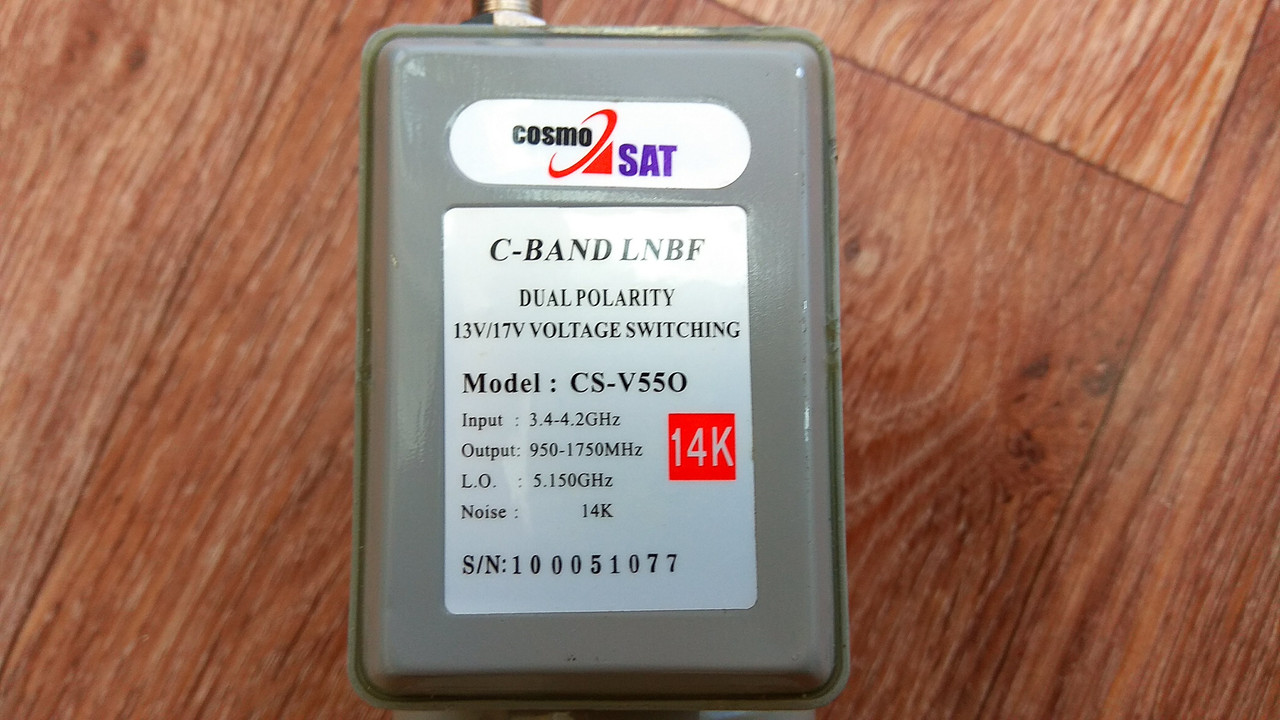 cosmo SAT
C-BAND LNBF
DUAL POLARITY
13V/17V VOLTAGE SWITCHING
Model : CS-V55O
Input : 3.4-4.2GHz
Output: 950-1750MHz
14K
L.O. : 5.150GHz
Noise : 14K
S/N:100051077